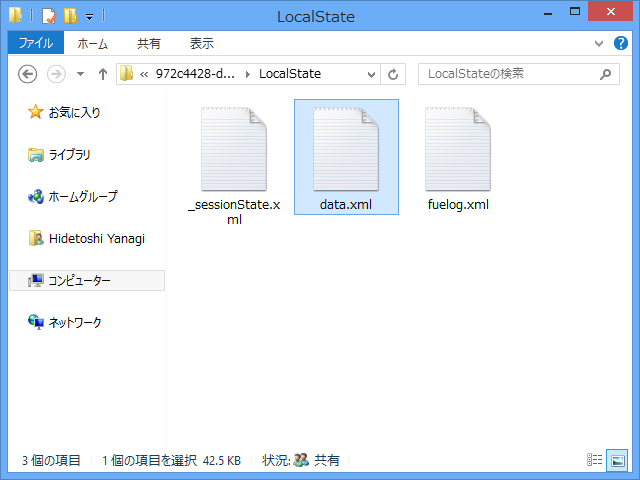 LocalState
ファイル ホーム 共有 表示
« 972c4428-d... LocalState LocalStateの検索
お気に入り
ライブラリ
ホームグループ
Hidetoshi Yanagi
コンピューター
ネットワーク
_sessionState.x
ml
data.xml
fuelog.xml
3 個の項目 1 個の項目を選択 42.5 KB 状況: 共有